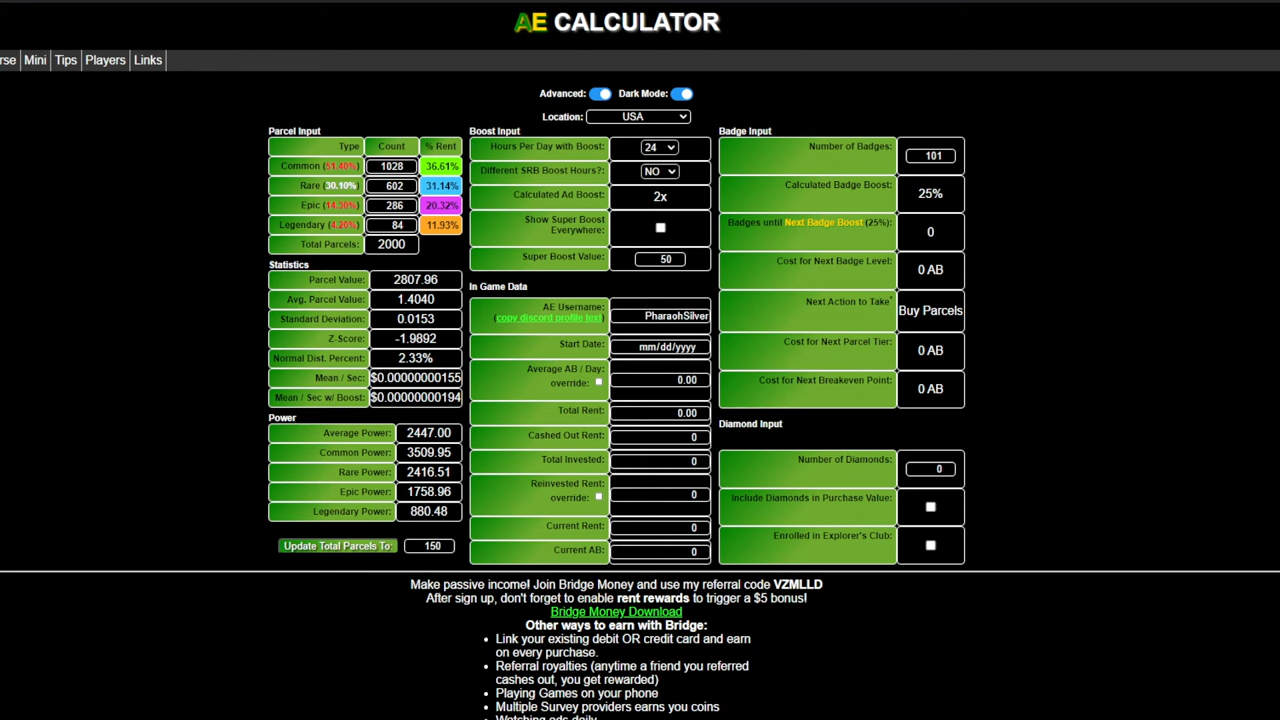 AE CALCULATOR
rse Mini Tips Players Links
Advanced: Dark Mode:
Location: USA
Parcel Input
Type Count % Rent
Common (51.40%) 1028 36.61%
Rare (30.10%) 602 31.14%
Epic (14.30%) 286 20.32%
Legendary (4.20%) 84 11.93%
Total Parcels: 2000
Statistics
Parcel Value: 2807.96
Avg. Parcel Value: 1.4040
Standard Deviation: 0.0153
Z-Score: -1.9892
Normal Dist. Percent: 2.33%
Mean / Sec: $0.00000000155
Mean / Sec w/ Boost: $0.00000000194
Power
Average Power: 2447.00
Common Power: 3509.95
Rare Power: 2416.51
Epic Power: 1758.96
Legendary Power: 880.48
Update Total Parcels To: 150
Boost Input
Hours Per Day with Boost: 24
Different SRB Boost Hours?: NO
Calculated Ad Boost: 2x
Show Super Boost
Everywhere:
Super Boost Value: 50
In Game Data
AE Username:
(copy discord profile text) PharaohSilver
Start Date: mm/dd/yyyy
Average AB / Day:
override: 0.00
Total Rent: 0.00
Cashed Out Rent: 0
Total Invested: 0
Reinvested Rent:
override: 0
Current Rent: 0
Current AB: 0
Badge Input
Number of Badges: 101
Calculated Badge Boost: 25%
Badges until Next Badge Boost (25%): 0
Cost for Next Badge Level: 0 AB
Next Action to Take* Buy Parcels
Cost for Next Parcel Tier: 0 AB
Cost for Next Breakeven Point: 0 AB
Diamond Input
Number of Diamonds: 0
Include Diamonds in Purchase Value:
Enrolled in Explorer's Club:
Make passive income! Join Bridge Money and use my referral code VZMLLD
After sign up, don't forget to enable rent rewards to trigger a $5 bonus!
Bridge Money Download
Other ways to earn with Bridge:
• Link your existing debit OR credit card and earn
on every purchase.
• Referral royalties (anytime a friend you referred
cashes out, you get rewarded)
• Playing Games on your phone
• Multiple Survey providers earns you coins
• Watching ads daily